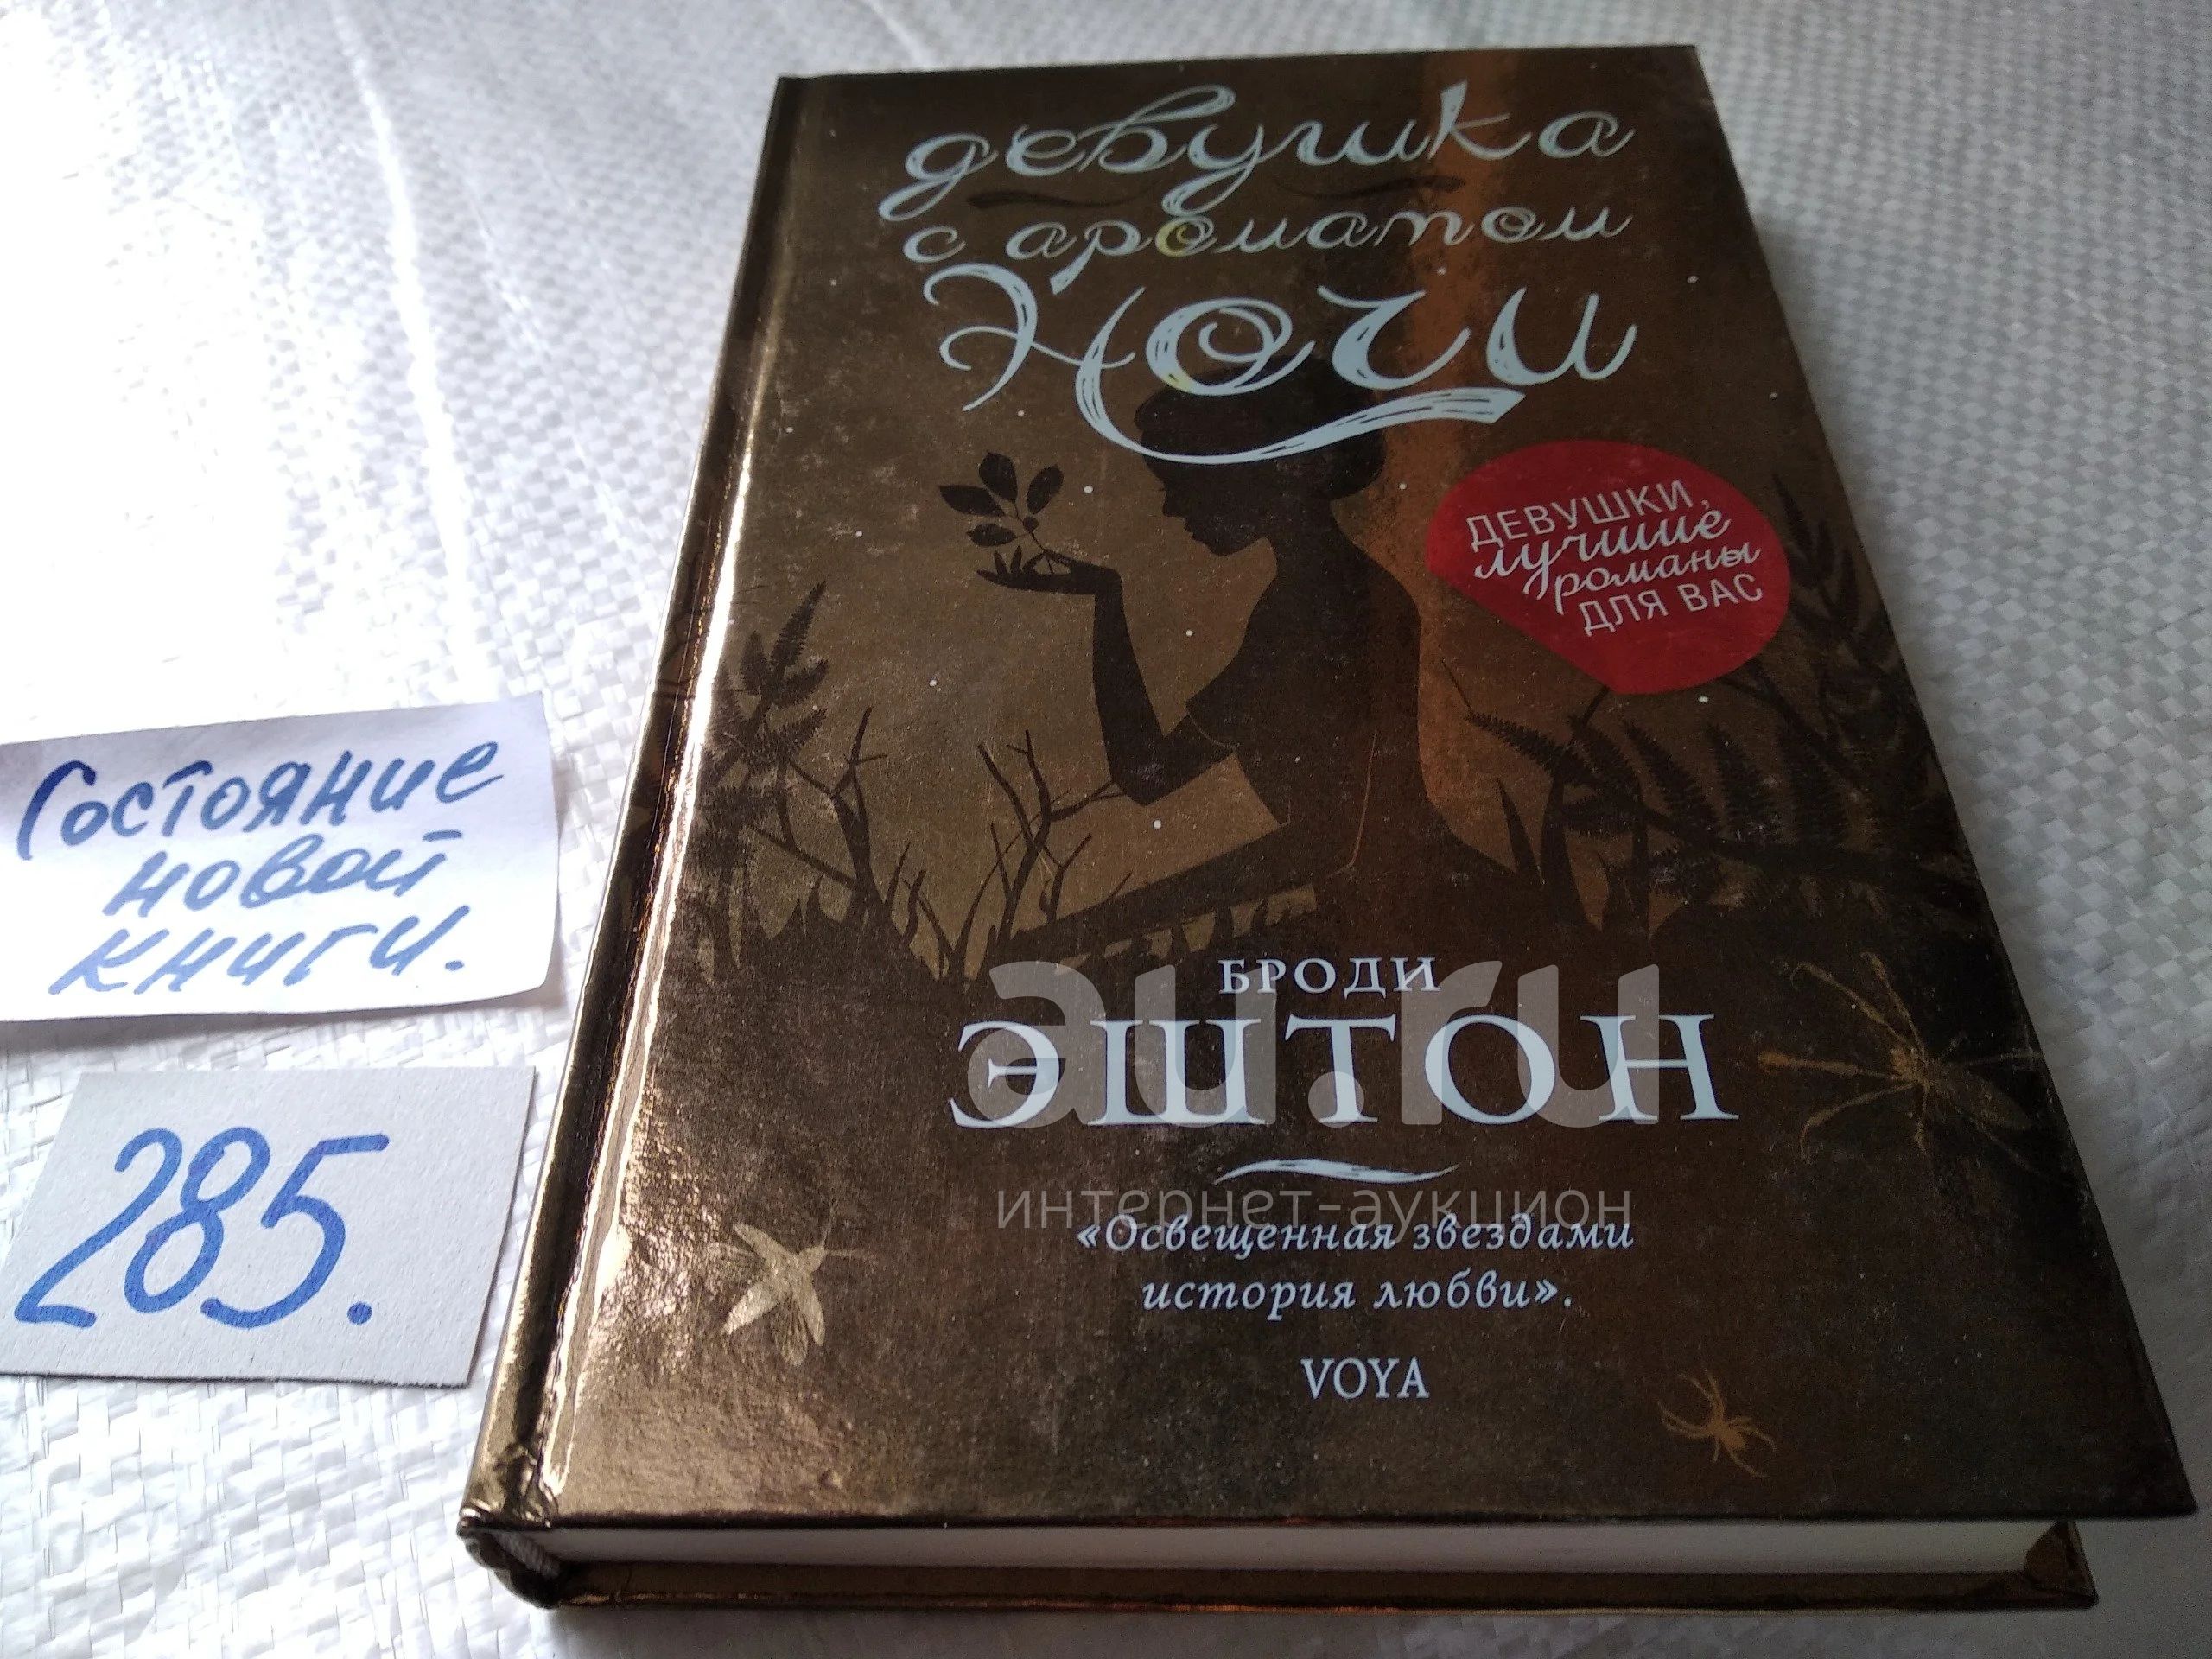 девушка
с ароматом
Ночи
ДЕВУШКИ,
лучшие
романы
ДЛЯ ВАС
Состояние
новой
книги.
285.
БРОДИ
ЭШТОН
au.ru
интернет-аукцион
«Освещенная звездами
история любви».
VOYA